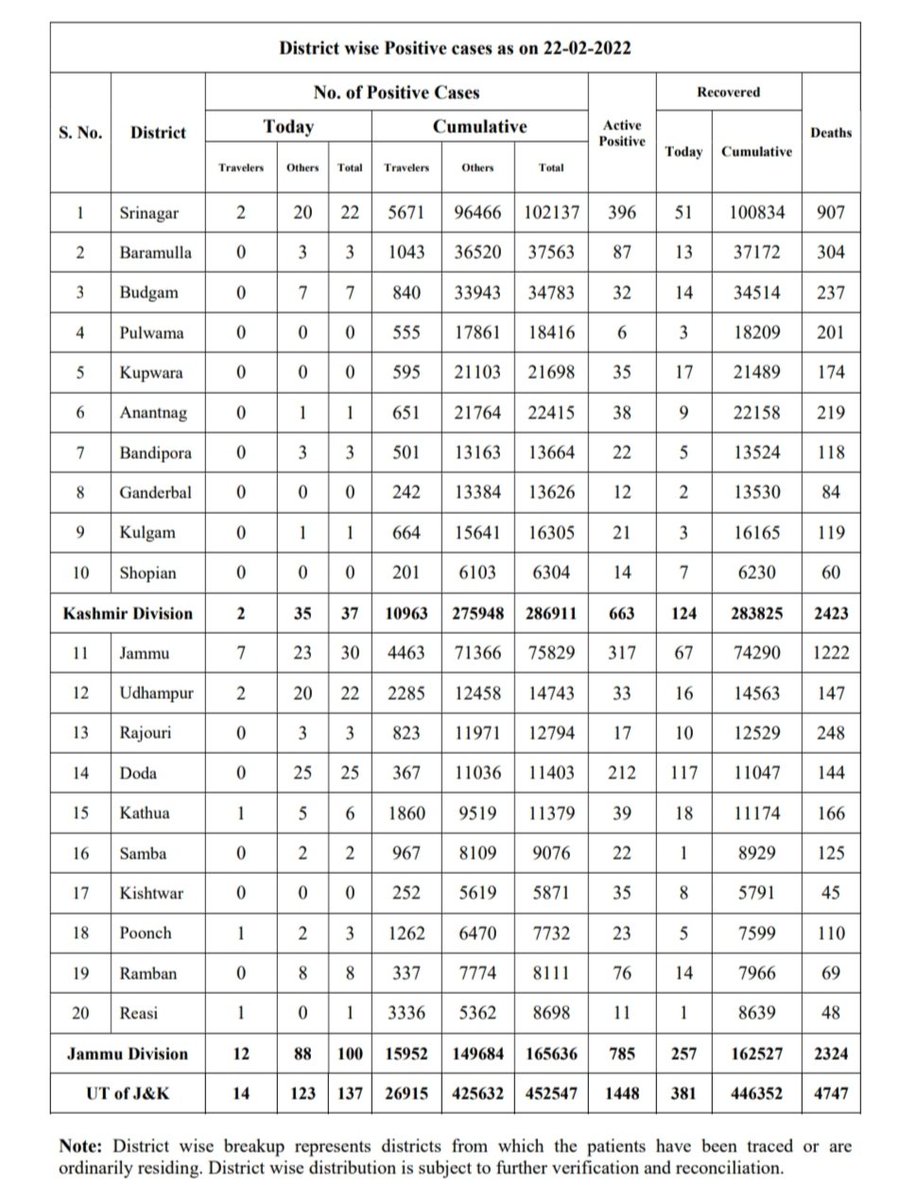 District wise Positive cases as on 22-02-2022
S. No. District No. of Positive Cases Active Positive Recovered Deaths
Today Cumulative Today Cumulative
Travelers Others Total Travelers Others Total
1 Srinagar 2 20 22 5671 96466 102137 396 51 100834 907
2 Baramulla 0 3 3 1043 36520 37563 87 13 37172 304
3 Budgam 0 7 7 840 33943 34783 32 14 34514 237
4 Pulwama 0 0 0 555 17861 18416 6 3 18209 201
5 Kupwara 0 0 0 595 21103 21698 35 17 21489 174
6 Anantnag 0 1 1 651 21764 22415 38 9 22158 219
7 Bandipora 0 3 3 501 13163 13664 22 5 13524 118
8 Ganderbal 0 0 0 242 13384 13626 12 2 13530 84
9 Kulgam 0 1 1 664 15641 16305 21 3 16165 119
10 Shopian 0 0 0 201 6103 6304 14 7 6230 60
Kashmir Division 2 35 37 10963 275948 286911 663 124 283825 2423
11 Jammu 7 23 30 4463 71366 75829 317 67 74290 1222
12 Udhampur 2 20 22 2285 12458 14743 33 16 14563 147
13 Rajouri 0 3 3 823 11971 12794 17 10 12529 248
14 Doda 0 25 25 367 11036 11403 212 117 11047 144
15 Kathua 1 5 6 1860 9519 11379 39 18 11174 166
16 Samba 0 2 2 967 8109 9076 22 1 8929 125
17 Kishtwar 0 0 0 252 5619 5871 35 8 5791 45
18 Poonch 1 2 3 1262 6470 7732 23 5 7599 110
19 Ramban 0 8 8 337 7774 8111 76 14 7966 69
20 Reasi 1 0 1 3336 5362 8698 11 1 8639 48
Jammu Division 12 88 100 15952 149684 165636 785 257 162527 2324
UT of J&K 14 123 137 26915 425632 452547 1448 381 446352 4747
Note: District wise breakup represents districts from which the patients have been traced or are
ordinarily residing. District wise distribution is subject to further verification and reconciliation.